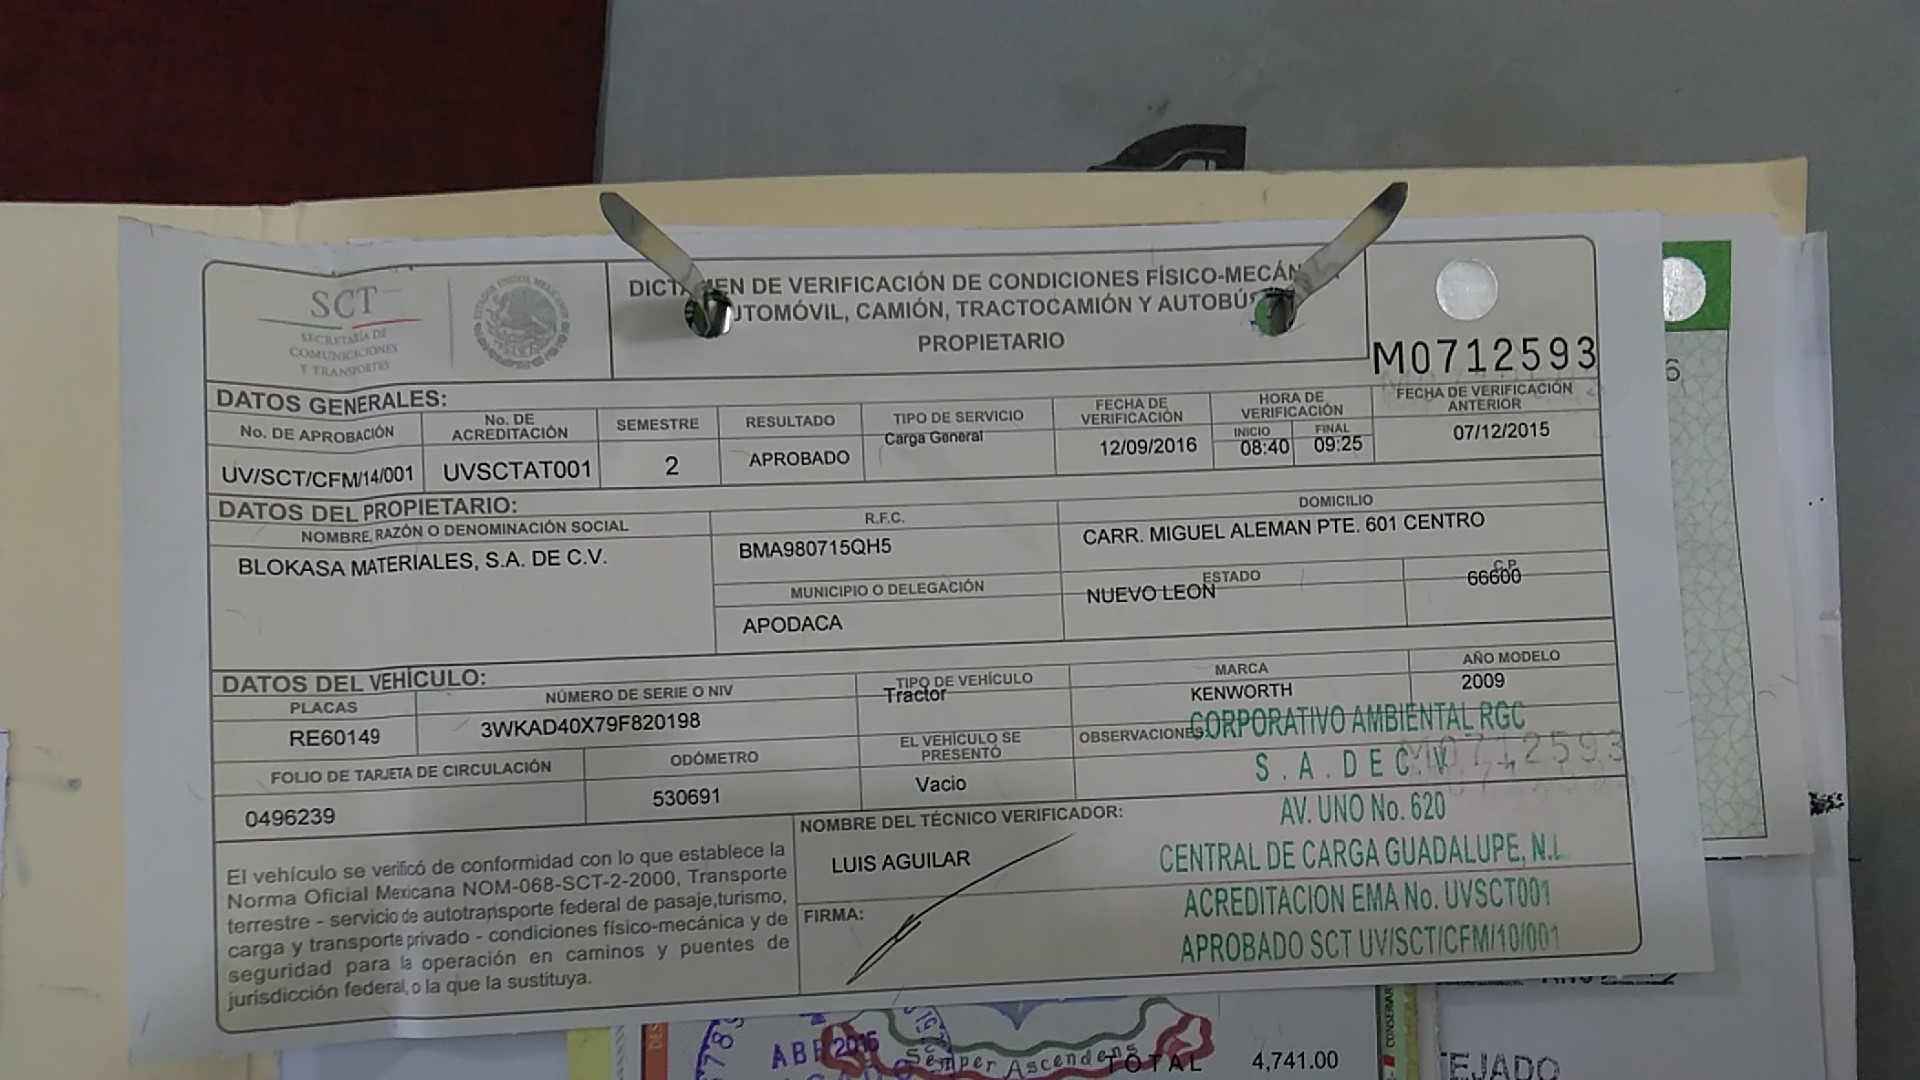 SCT
SECRETARÍA DE
COMUNICACIONES
Y TRANSPORTES
ESTADOS UNIDOS MEXICANOS
DE VERIFICACIÓN DE CONDICIONES
CAMIÓN, TRACTOCAMIÓN Y
PROPIETARIO
M0712593
DATOS GENERALES:
No. DE APROBACIÓN
UV/SCT/CFM/14/001
No. DE
ACREDITACIÓN
UVSCTAT001
SEMESTRE
2
RESULTADO
APROBADO
TIPO DE SERVICIO
Carga General
FECHA DE
VERIFICACIÓN
12/09/2016
HORA DE
VERIFICACIÓN
INICIO
08:40
FINAL
09:25
FECHA DE VERIFICACIÓN
ANTERIOR
07/12/2015
DATOS DEL PROPIETARIO:
NOMBRE, RAZÓN O DENOMINACIÓN SOCIAL
BLOKASA MATERIALES, S.A. DE C.V.
R.F.C.
BMA980715QH5
DOMICILIO
CARR. MIGUEL ALEMAN PTE. 601 CENTRO
MUNICIPIO O DELEGACIÓN
APODACA
ESTADO
NUEVO LEON
C.P.
66600
DATOS DEL VEHÍCULO:
PLACAS
RE60149
NÚMERO DE SERIE O NIV
3WKAD40X79F820198
TIPO DE VEHÍCULO
Tractor
MARCA
KENWORTH
AÑO MODELO
2009
FOLIO DE TARJETA DE CIRCULACIÓN
0496239
ODÓMETRO
530691
EL VEHÍCULO SE
PRESENTÓ
Vacio
OBSERVACIONES:
CORPORATIVO AMBIENTAL RGC
S.A. DE C.V.
M0712593
AV. UNO No. 620
CENTRAL DE CARGA GUADALUPE, N.L.
ACREDITACION EMA No. UVSCT001
APROBADO SCT UV/SCT/CFM/10/001
NOMBRE DEL TÉCNICO VERIFICADOR:
LUIS AGUILAR
FIRMA:
El vehículo se verificó de conformidad con lo que establece la
Norma Oficial Mexicana NOM-068-SCT-2-2000, Transporte
terrestre - servicio de autotransporte federal de pasaje,turismo,
carga y transporte privado - condiciones físico-mecánica y de
seguridad para la operación en caminos y puentes de
jurisdicción federal, o la que la sustituya.
Semper Ascendens
TOTAL
4,741.00